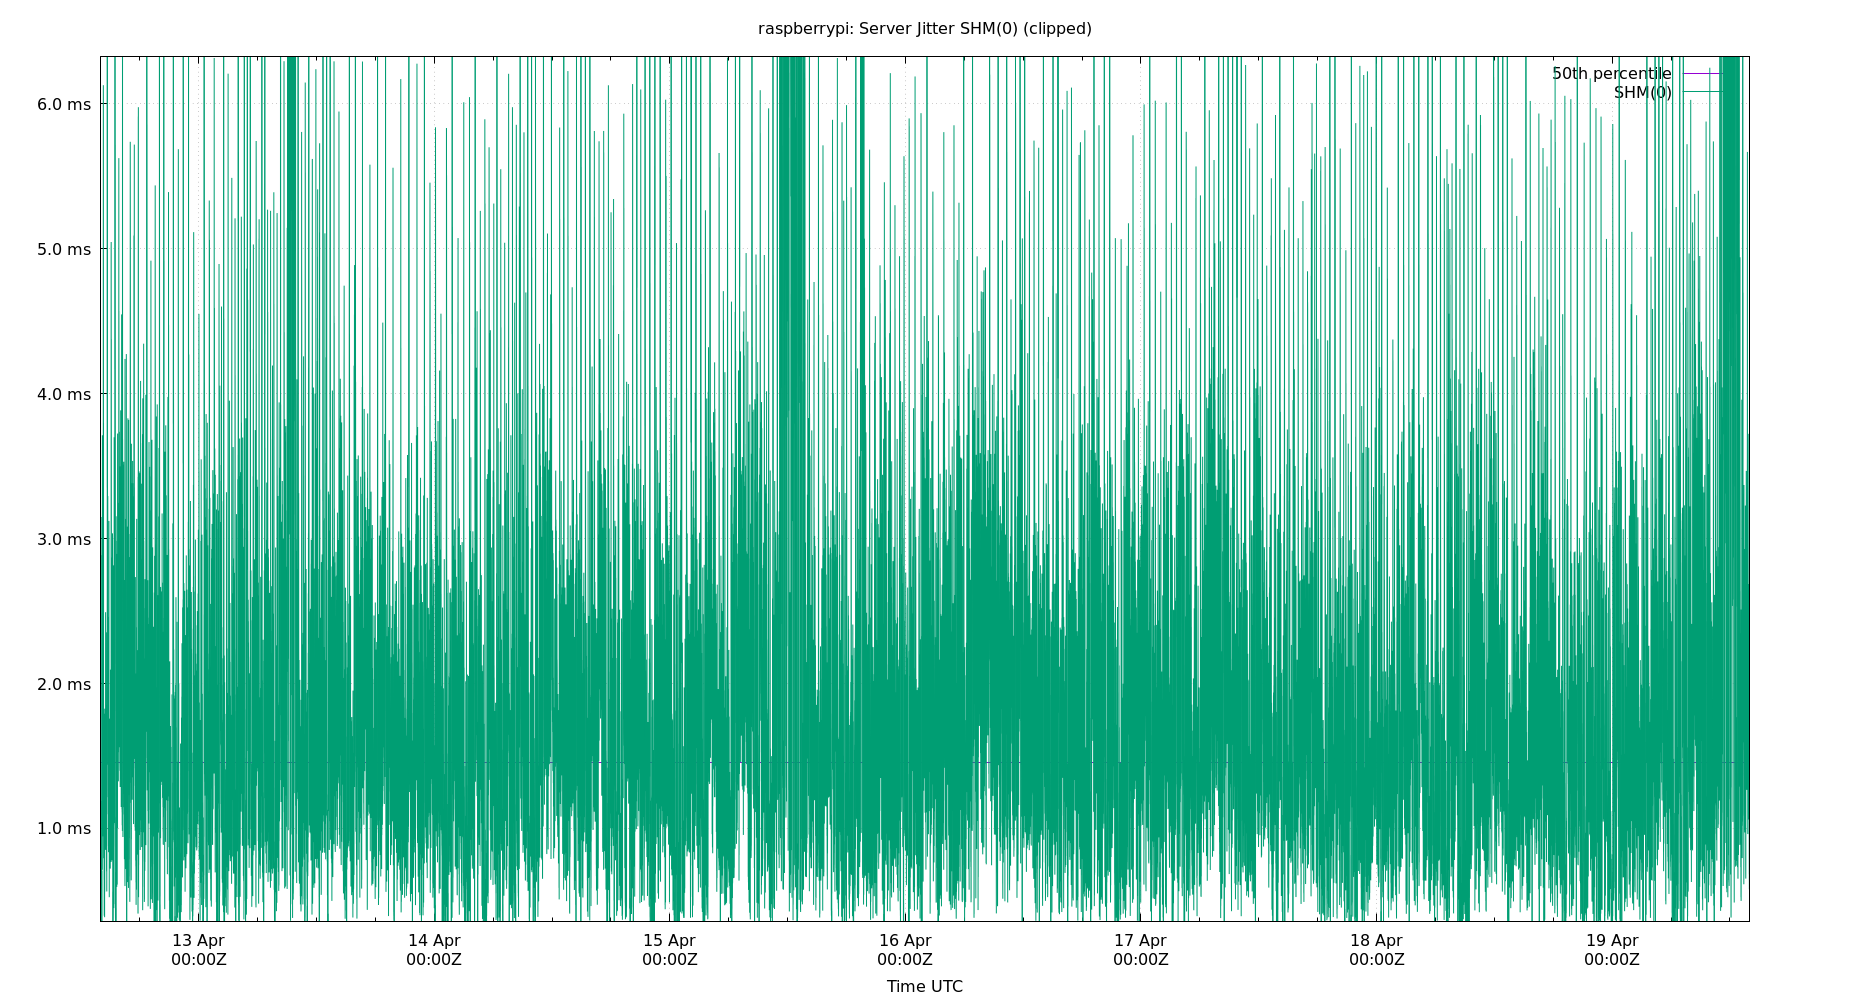 raspberrypi: Server Jitter SHM(0) (clipped)
50th percentile
SHM(0)
6.0 ms
5.0 ms
4.0 ms
3.0 ms
2.0 ms
1.0 ms
13 Apr 14 Apr 15 Apr 16 Apr 17 Apr 18 Apr 19 Apr
00:00Z 00:00Z 00:00Z 00:00Z 00:00Z 00:00Z 00:00Z
Time UTC